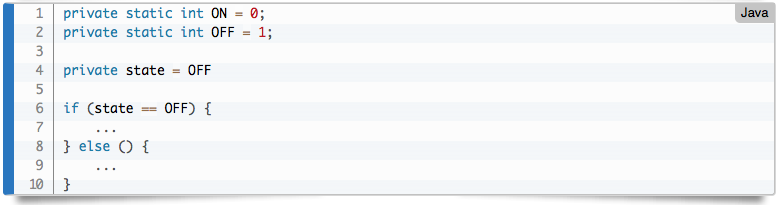 Java
1 private static int ON = 0;
2 private static int OFF = 1;
3
4 private state = OFF
5
6 if (state == OFF) {
7     ...
8 } else () {
9     ...
10 }